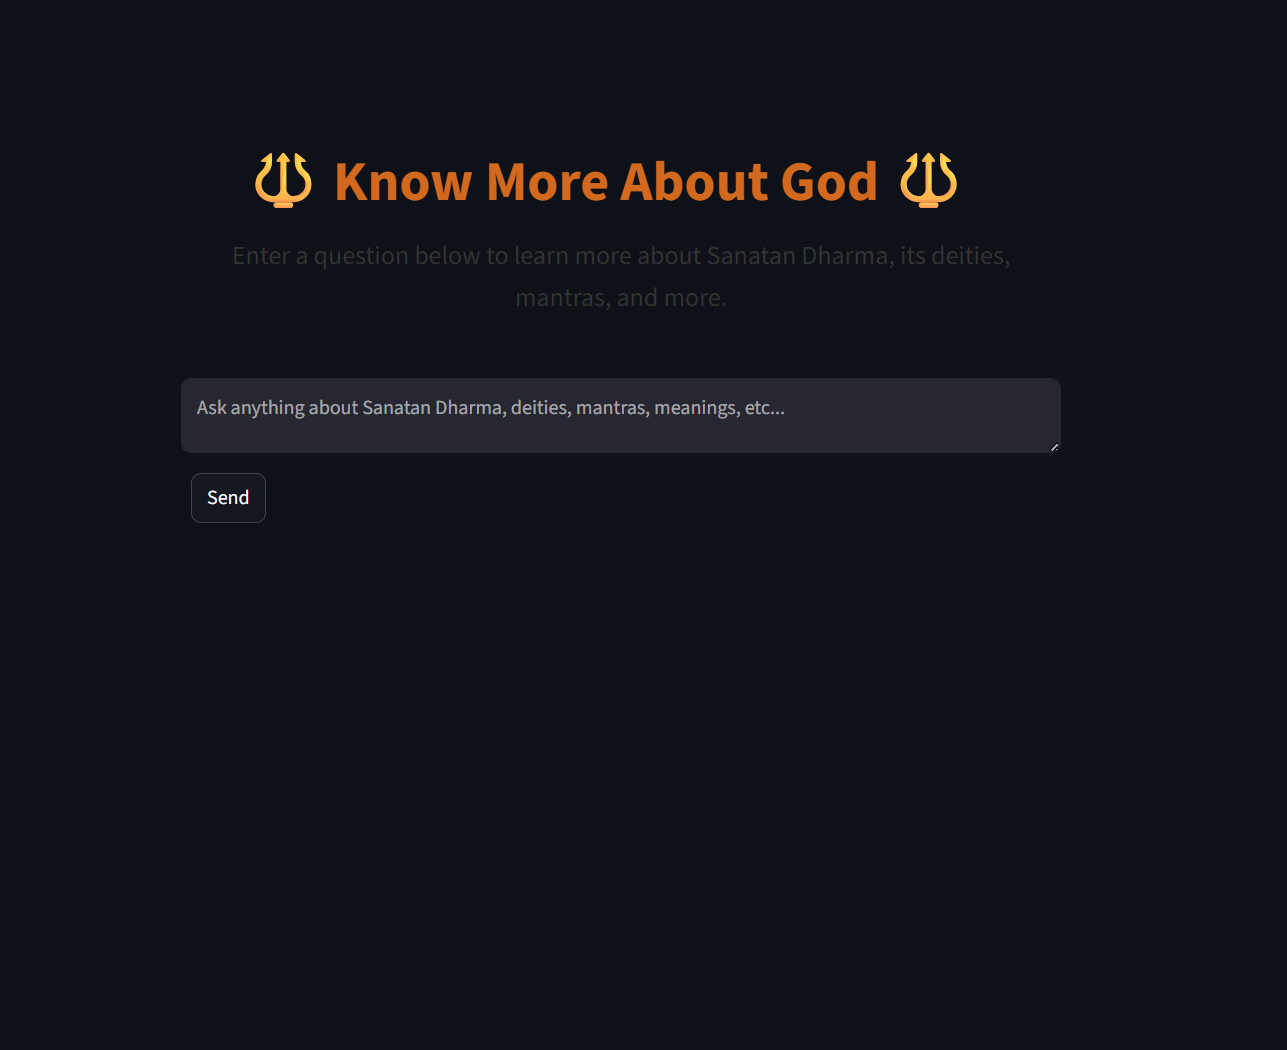 🔱 Know More About God 🔱
Enter a question below to learn more about Sanatan Dharma, its deities,
mantras, and more.
Ask anything about Sanatan Dharma, deities, mantras, meanings, etc...
Send